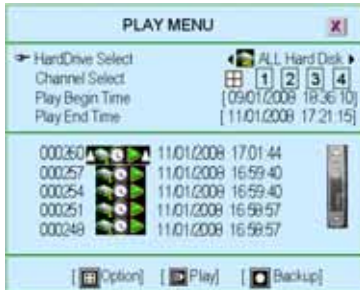 PLAY MENU X
HardDrive Select ALL Hard Disk
Channel Select 1 2 3 4
Play Begin Time [09/01/2008 18:36:10]
Play End Time [11/01/2008 17:21:15]
000260 11/01/2008 17:01:44
000257 11/01/2008 16:59:40
000254 11/01/2008 16:59:40
000251 11/01/2008 16:58:57
000248 11/01/2008 16:58:57
[Option] [Play] [Backup]